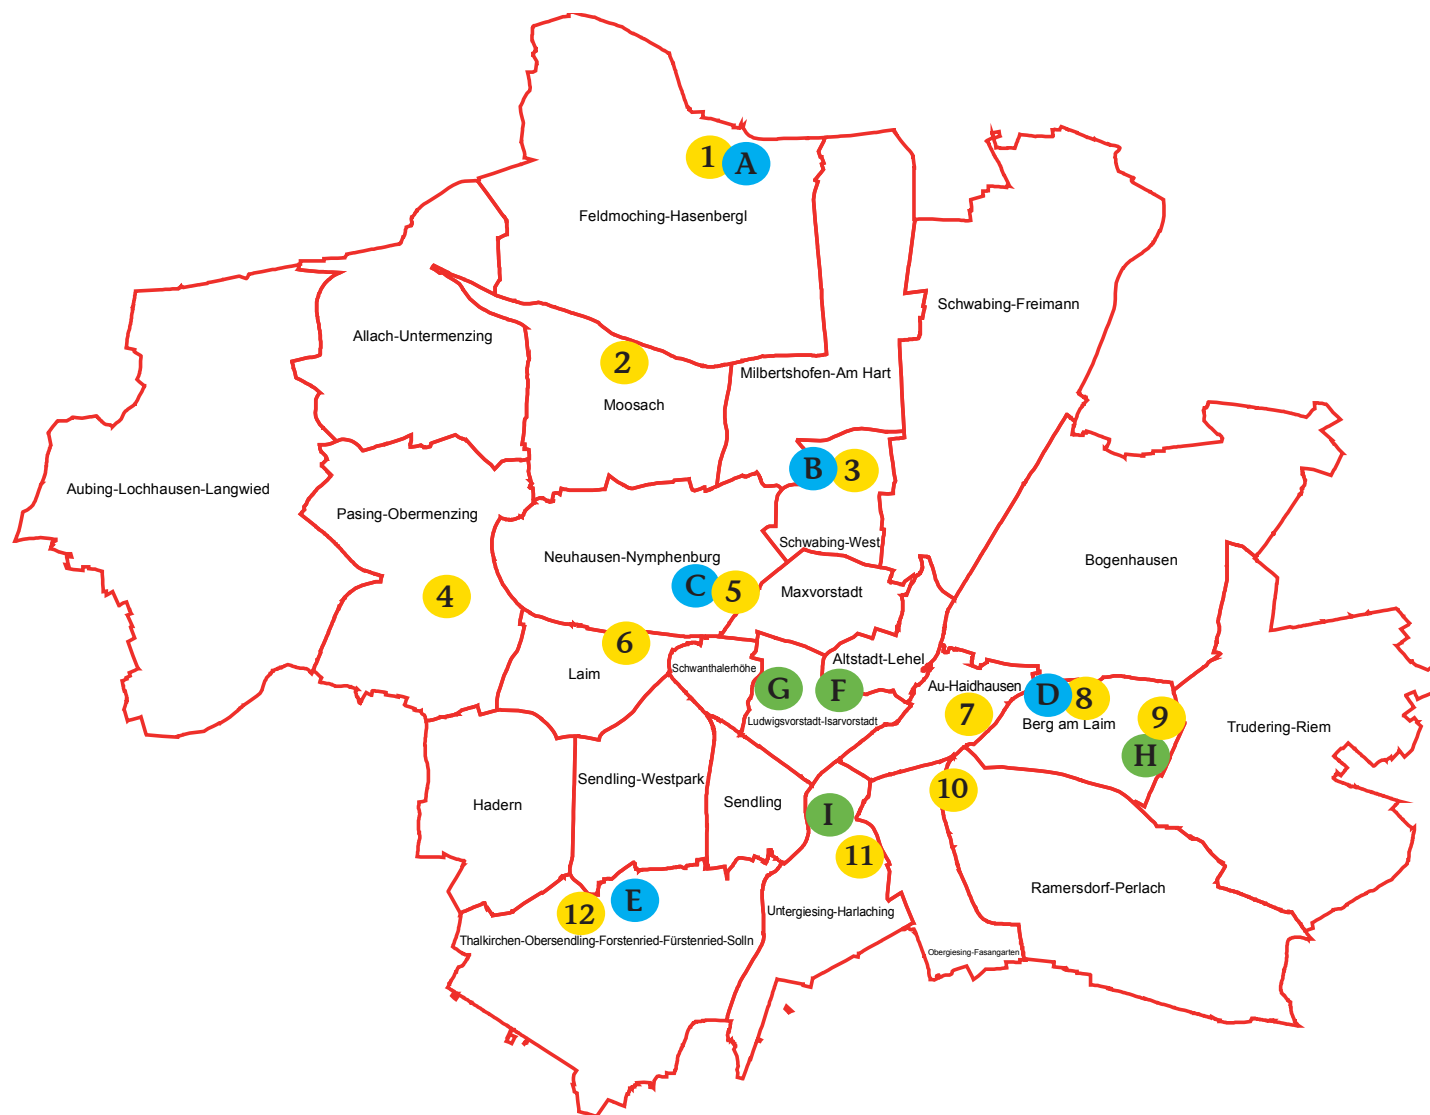 1 A
Feldmoching-Hasenbergl
Schwabing-Freimann
Allach-Untermenzing
2
Milbertshofen-Am Hart
Moosach
B 3
Aubing-Lochhausen-Langwied
Pasing-Obermenzing
Schwabing-West
Neuhausen-Nymphenburg
Bogenhausen
C 5
Maxvorstadt
4
6
Altstadt-Lehel
Schwanthalerhöhe
Laim
Au-Haidhausen
G F
D 8
7
9
Ludwigsvorstadt-Isarvorstadt
Berg am Laim
Trudering-Riem
H
Sendling-Westpark
10
Hadern
Sendling
I
11
Ramersdorf-Perlach
E
12
Untergiesing-Harlaching
Thalkirchen-Obersendling-Forstenried-Fürstenried-Solln
Obergiesing-Fasangarten